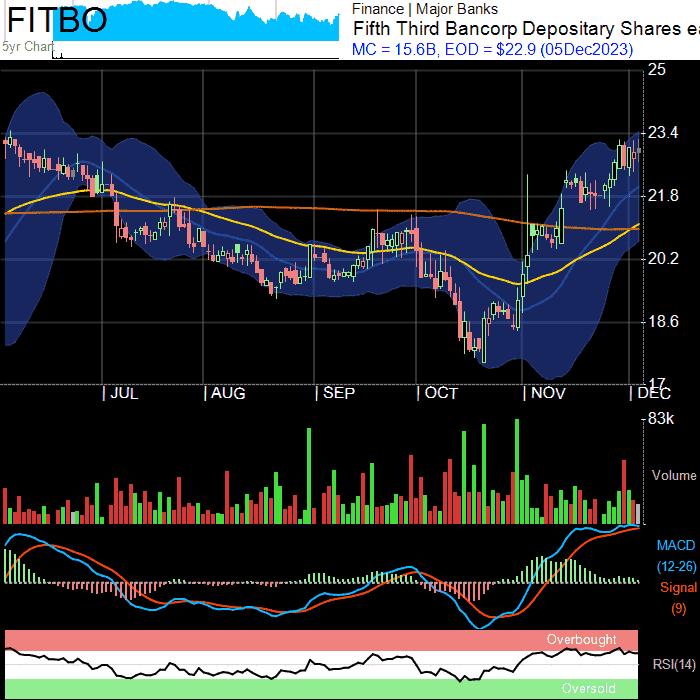 FITBO
5yr Chart
Finance | Major Banks
Fifth Third Bancorp Depositary Shares ea
MC = 15.6B, EOD = $22.9 (05Dec2023)
25
23.4
21.8
20.2
18.6
17
| JUL | AUG | SEP | OCT | NOV | DEC
83k
Volume
MACD
(12-26)
Signal
(9)
Overbought
RSI(14)
Oversold